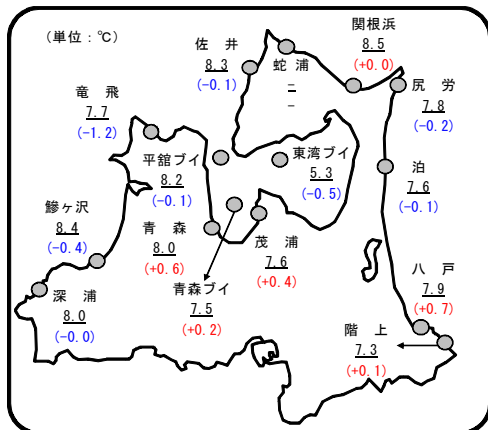 (単位：℃)
佐 井
8.3
(-0.1)
蛇 浦
-
-
関根浜
8.5
(+0.0)
尻 労
7.8
(-0.2)
竜 飛
7.7
(-1.2)
平舘ブイ
8.2
(-0.1)
東湾ブイ
5.3
(-0.5)
泊
7.6
(-0.1)
鰺ヶ沢
8.4
(-0.4)
青 森
8.0
(+0.6)
茂 浦
7.6
(+0.4)
青森ブイ
7.5
(+0.2)
深 浦
8.0
(-0.0)
八 戸
7.9
(+0.7)
階 上
7.3
(+0.1)